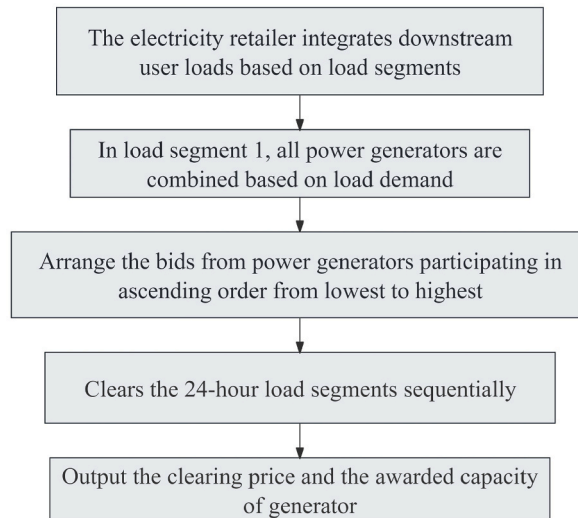 The electricity retailer integrates downstream
user loads based on load segments
In load segment 1, all power generators are
combined based on load demand
Arrange the bids from power generators participating in
ascending order from lowest to highest
Clears the 24-hour load segments sequentially
Output the clearing price and the awarded capacity
of generator